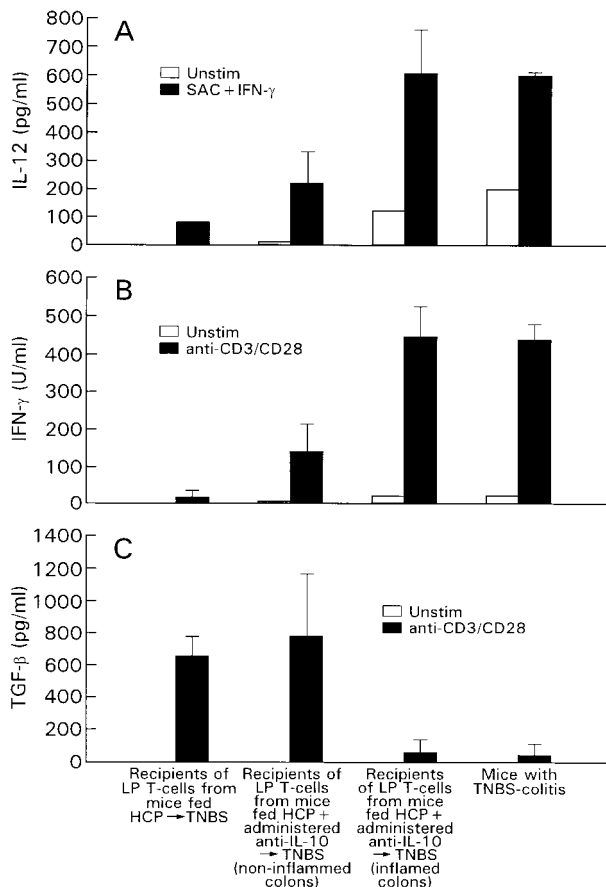 A
800
700
600
500
400
300
200
100
0
IL-12 (pg/ml)
Unstim
SAC+IFN-γ
B
600
500
400
300
200
100
0
IFN-γ (U/ml)
Unstim
anti-CD3/CD28
C
1400
1200
1000
800
600
400
200
0
TGF-β (pg/ml)
Unstim
anti-CD3/CD28
Recipients of
LP T-cells from
mice fed
HCP→TNBS
Recipients of
LP T-cells
from mice
fed HCP+
administered
anti-IL-10
→TNBS
(non-inflammed
colons)
Recipients
of LP T-cells
from mice
fed HCP+
administered
anti-IL-10
→TNBS
(inflamed
colons)
Mice with
TNBS-colitis